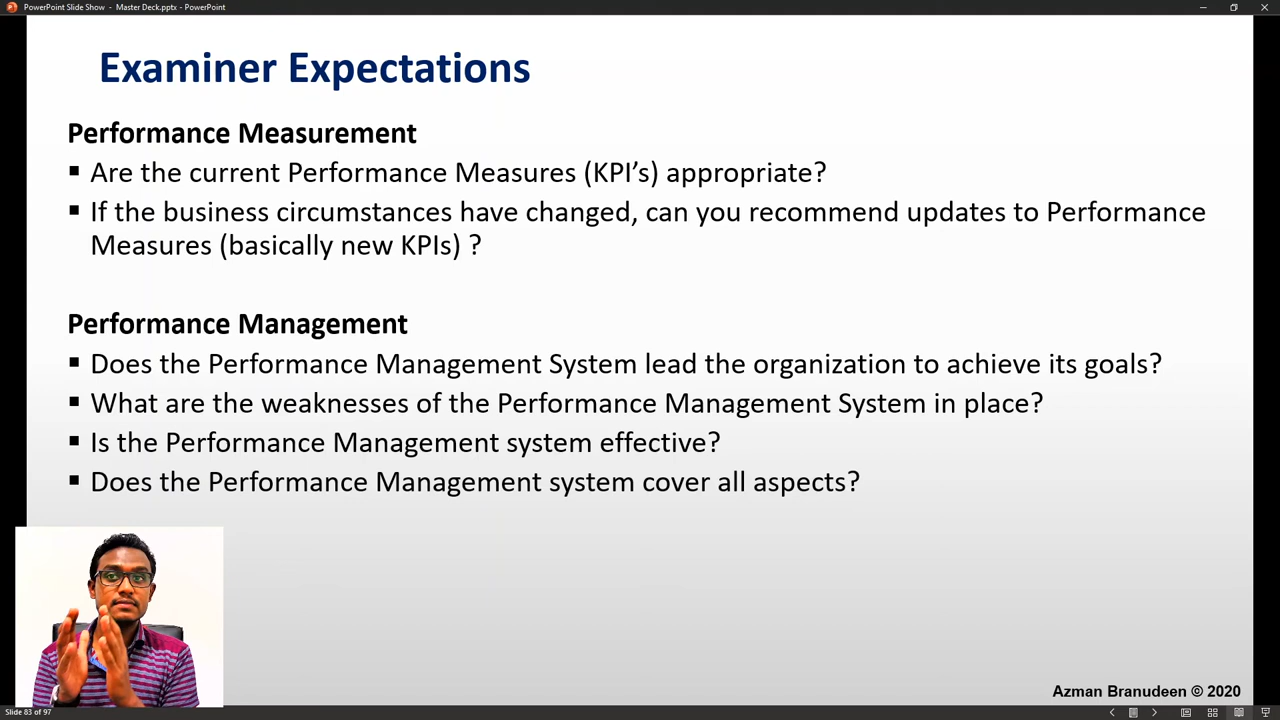 PowerPoint Slide Show - Master Deck.pptx - PowerPoint
Examiner Expectations
Performance Measurement
▪ Are the current Performance Measures (KPI’s) appropriate?
▪ If the business circumstances have changed, can you recommend updates to Performance
Measures (basically new KPIs) ?
Performance Management
▪ Does the Performance Management System lead the organization to achieve its goals?
▪ What are the weaknesses of the Performance Management System in place?
▪ Is the Performance Management system effective?
▪ Does the Performance Management system cover all aspects?
Azman Branudeen © 2020
Slide 83 of 97